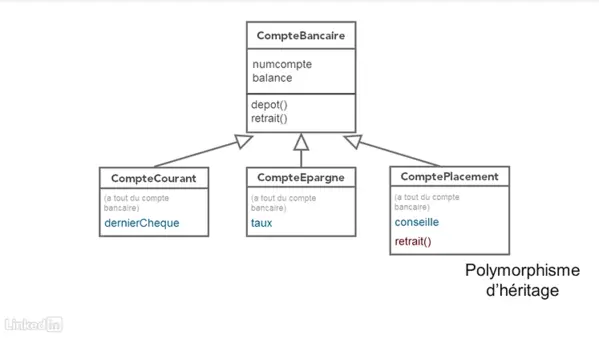 CompteBancaire
numcompte
balance
depot()
retrait()
CompteCourant
(a tout du compte
bancaire)
dernierCheque
CompteEpargne
(a tout du compte
bancaire)
taux
ComptePlacement
(a tout du compte
bancaire)
conseille
retrait()
Polymorphisme
d'héritage
LinkedIn